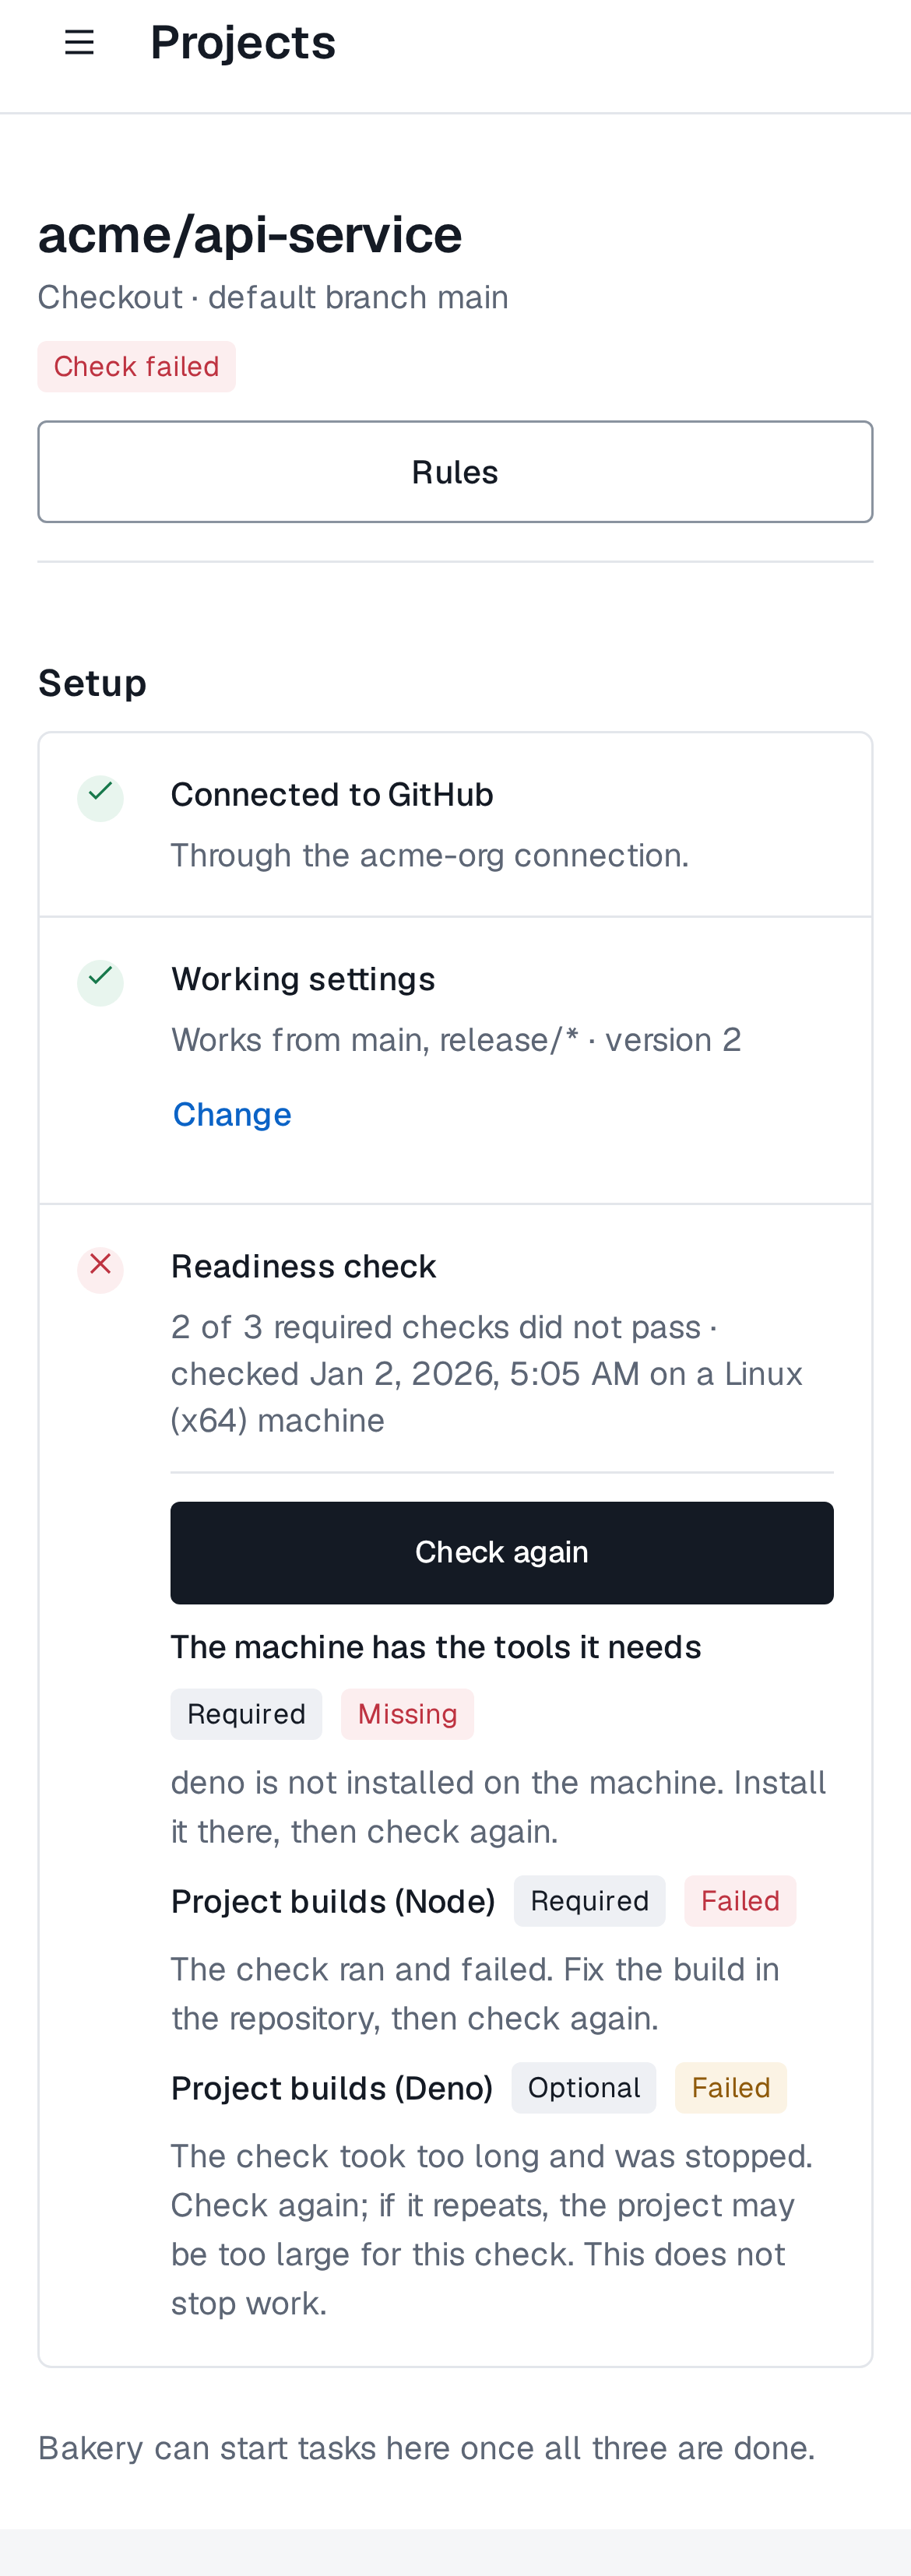 Projects
acme/api-service
Checkout · default branch main
Check failed
Rules
Setup
Connected to GitHub
Through the acme-org connection.
Working settings
Works from main, release/* · version 2
Change
Readiness check
2 of 3 required checks did not pass ·
checked Jan 2, 2026, 5:05 AM on a Linux
(x64) machine
Check again
The machine has the tools it needs
Required Missing
deno is not installed on the machine. Install
it there, then check again.
Project builds (Node) Required Failed
The check ran and failed. Fix the build in
the repository, then check again.
Project builds (Deno) Optional Failed
The check took too long and was stopped.
Check again; if it repeats, the project may
be too large for this check. This does not
stop work.
Bakery can start tasks here once all three are done.